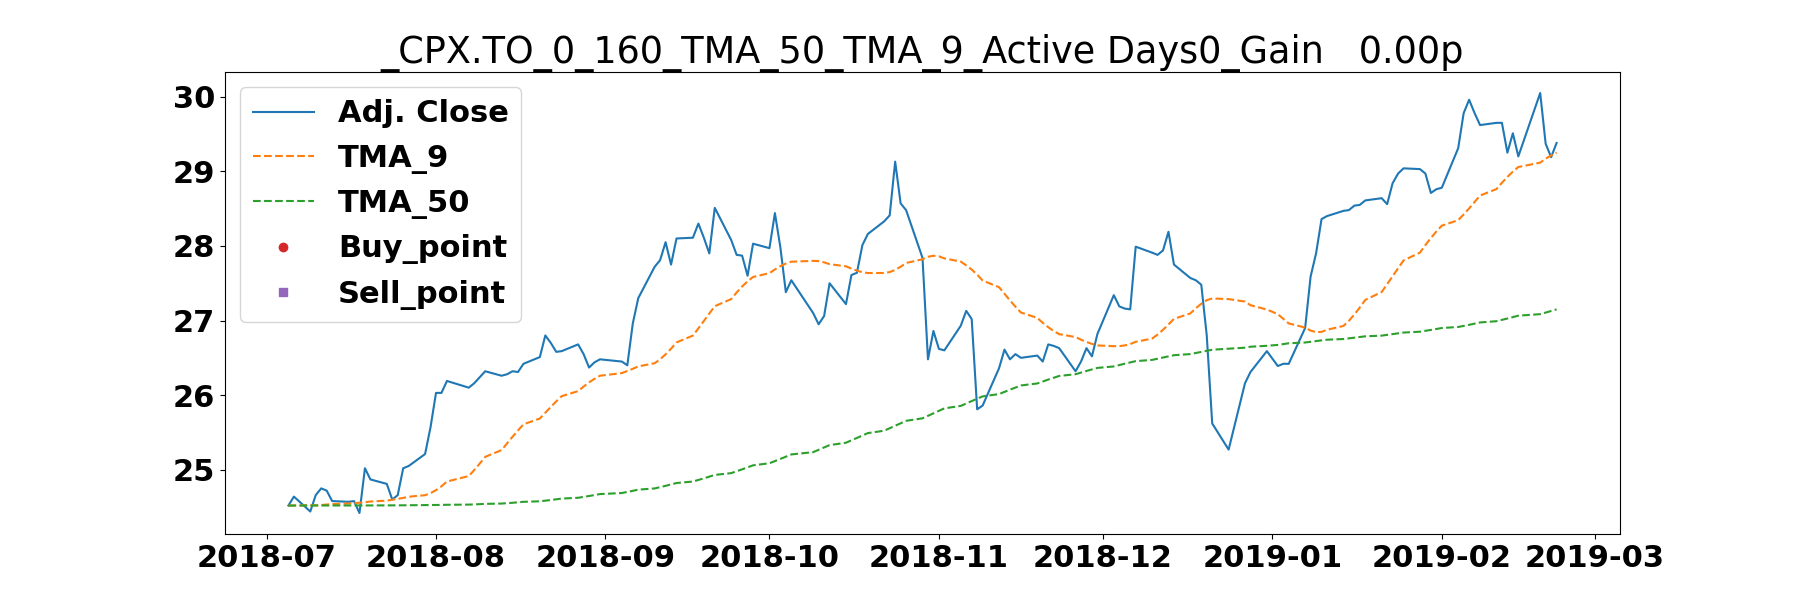 _CPX.TO_0_160_TMA_50_TMA_9_Active Days0_Gain   0.00p
30
29
28
27
26
25
Adj. Close
TMA_9
TMA_50
Buy_point
Sell_point
2018-07 2018-08 2018-09 2018-10 2018-11 2018-12 2019-01 2019-02 2019-03